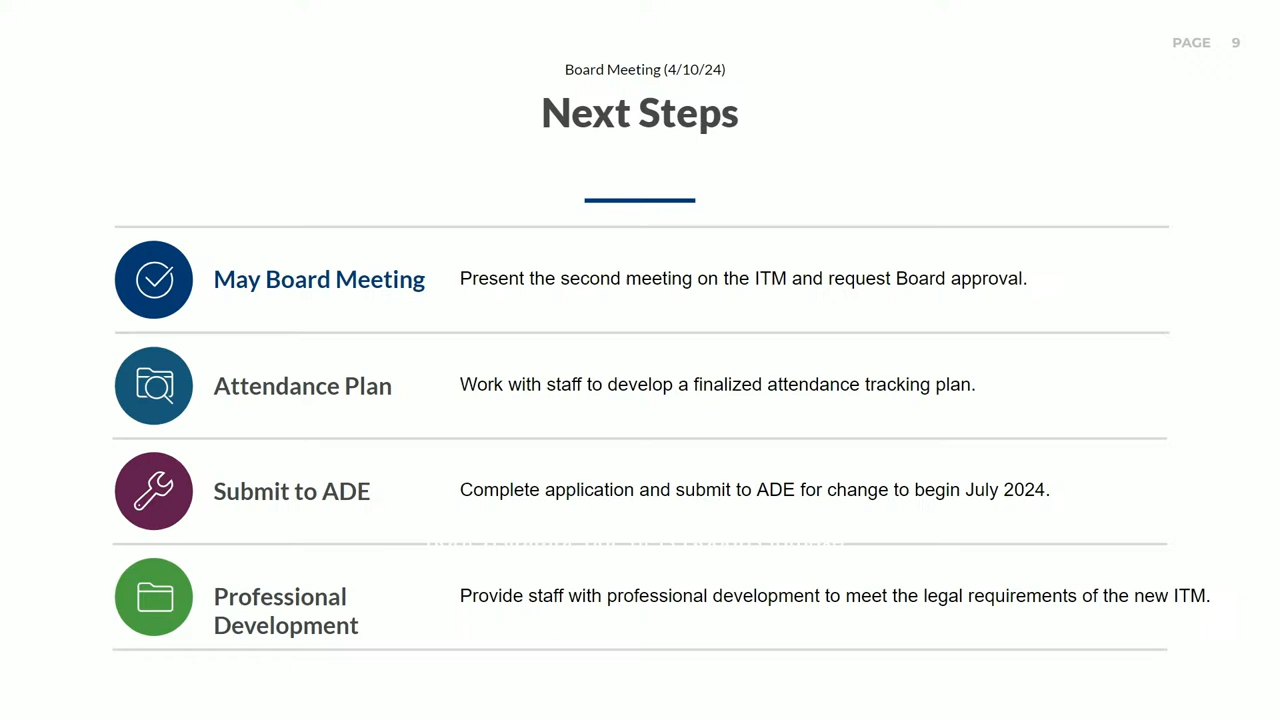 PAGE 9
Board Meeting (4/10/24)
Next Steps
May Board Meeting
Present the second meeting on the ITM and request Board approval.
Attendance Plan
Work with staff to develop a finalized attendance tracking plan.
Submit to ADE
Complete application and submit to ADE for change to begin July 2024.
Professional
Development
Provide staff with professional development to meet the legal requirements of the new ITM.